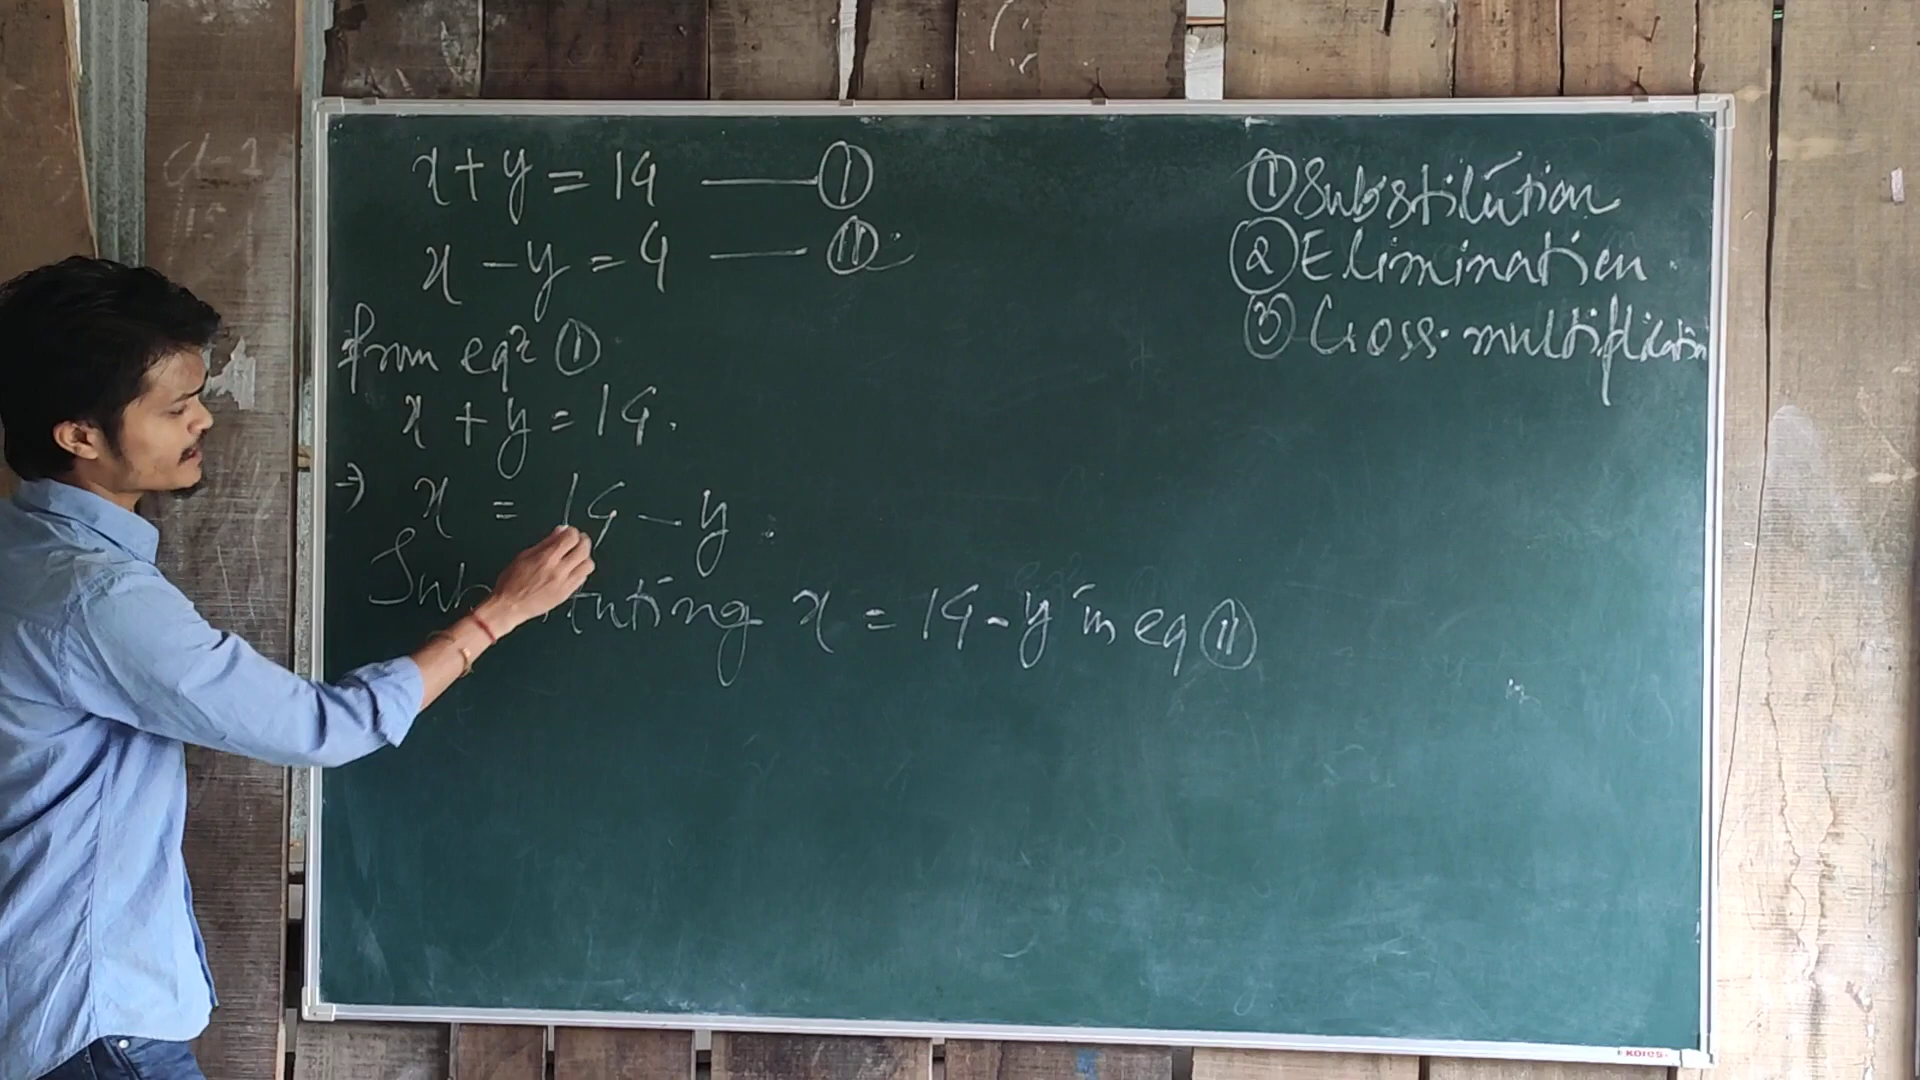 x + y = 14 —— I
x - y = 4 —— II
from eqn I
x + y = 14.
→ x = 14 - y.
Substituting x = 14 - y in eq II
① Substitution
② Elimination
③ Cross-multiplication